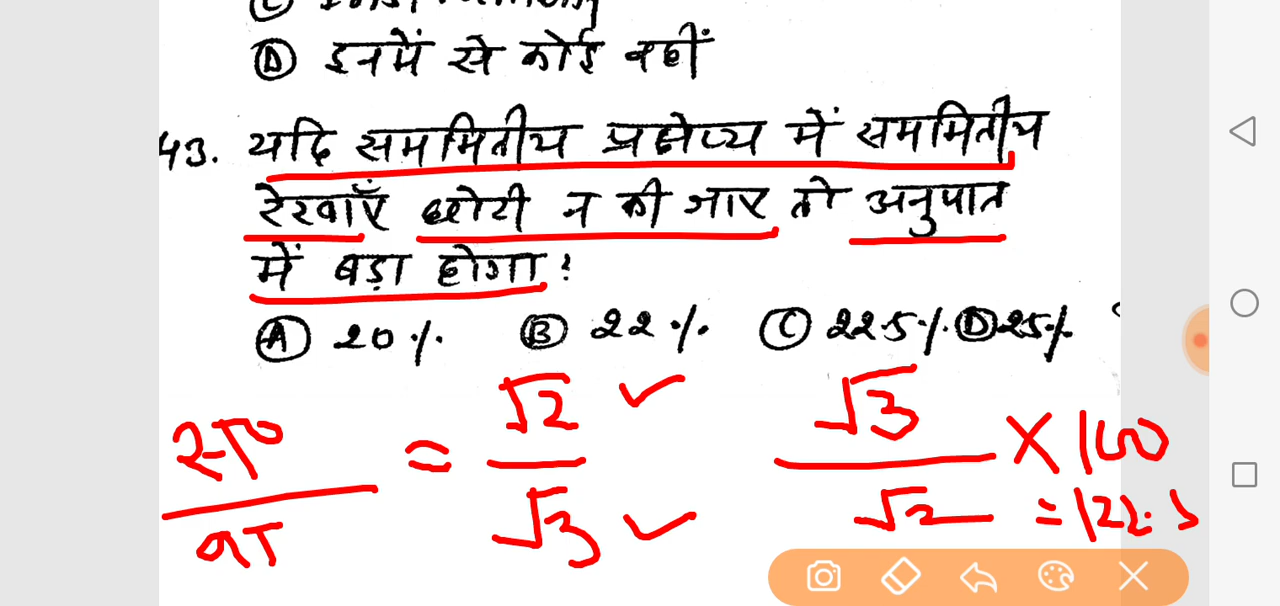 D इनमें से कोई नहीं
43. यदि सममितीय प्रक्षेप्य में सममितीय
रेखाएँ छोटी न की जाए तो अनुपात
में बड़ा होगा?
A 20% B 22% C 22.5% D 25%
= √2 / √3 √3 / √2 × 100
= 122.5